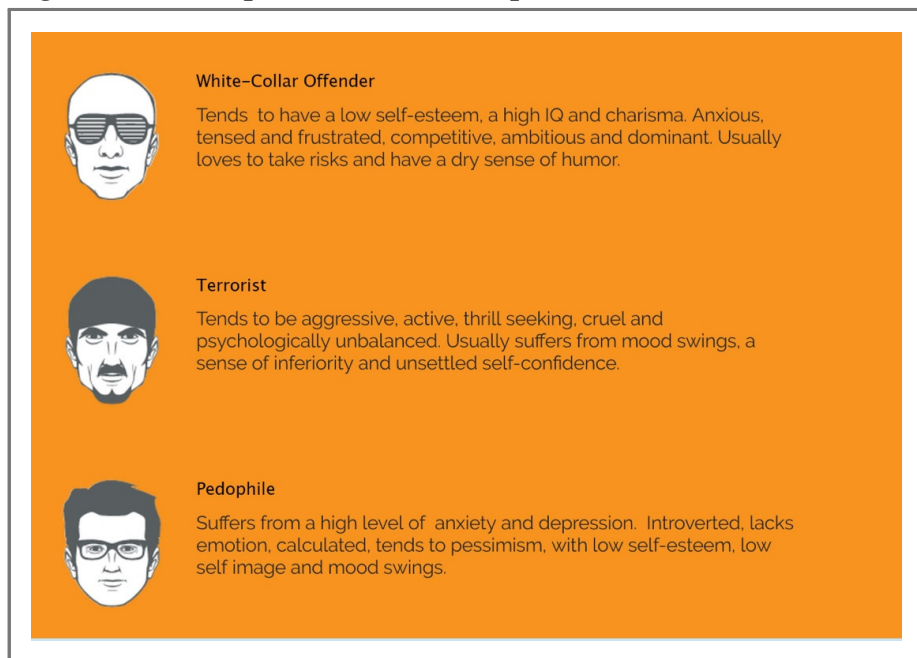 White-Collar Offender
Tends to have a low self-esteem, a high IQ and charisma. Anxious,
tensed and frustrated, competitive, ambitious and dominant. Usually
loves to take risks and have a dry sense of humor.
Terrorist
Tends to be aggressive, active, thrill seeking, cruel and
psychologically unbalanced. Usually suffers from mood swings, a
sense of inferiority and unsettled self-confidence.
Pedophile
Suffers from a high level of anxiety and depression. Introverted, lacks
emotion, calculated, tends to pessimism, with low self-esteem, low
self image and mood swings.